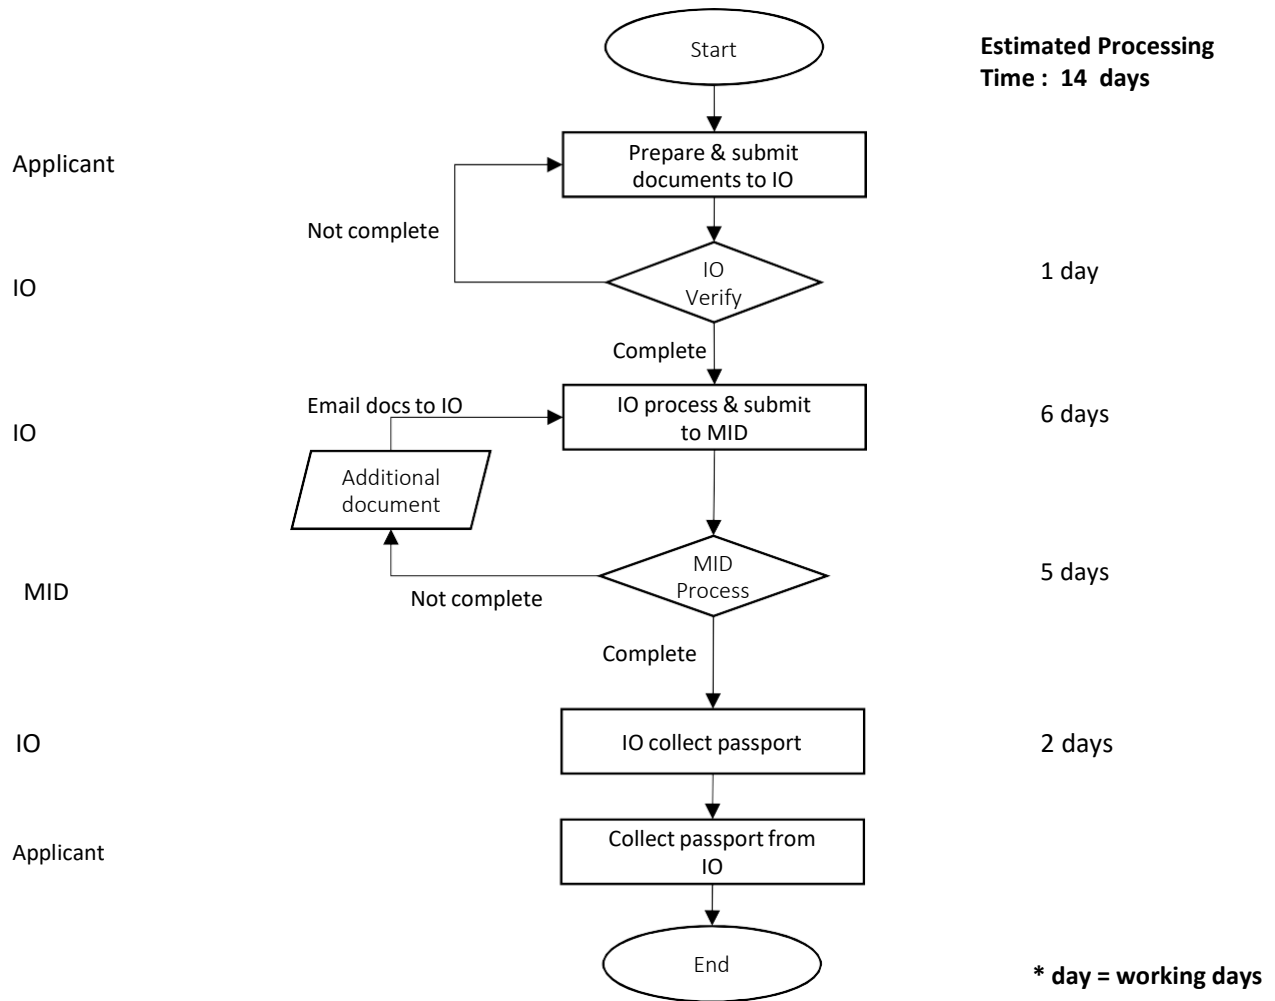 Start
Estimated Processing
Time :  14  days
Applicant
Prepare & submit
documents to IO
Not complete
IO
IO
Verify
1 day
Complete
Email docs to IO
IO
IO process & submit
to MID
6 days
Additional
document
MID
MID
Process
5 days
Not complete
Complete
IO
IO collect passport
2 days
Applicant
Collect passport from
IO
End
* day = working days